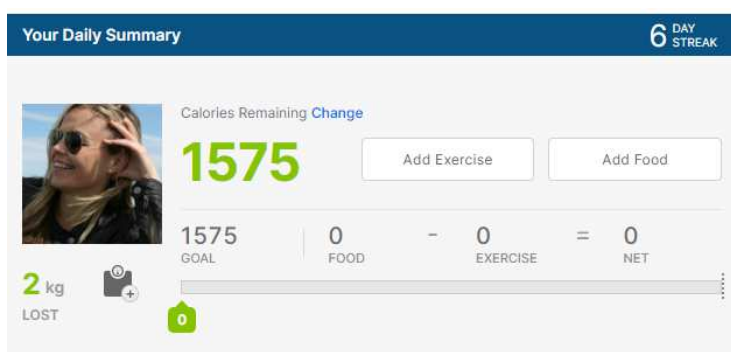 Your Daily Summary
6 DAY STREAK
Calories Remaining Change
1575
Add Exercise
Add Food
1575 0 - 0 = 0
GOAL FOOD EXERCISE NET
2 kg
LOST
0